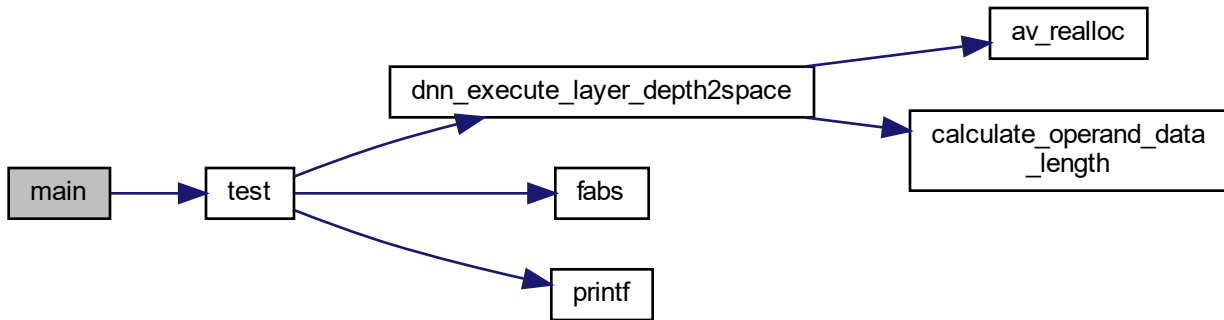 main
test
dnn_execute_layer_depth2space
av_realloc
calculate_operand_data
_length
fabs
printf